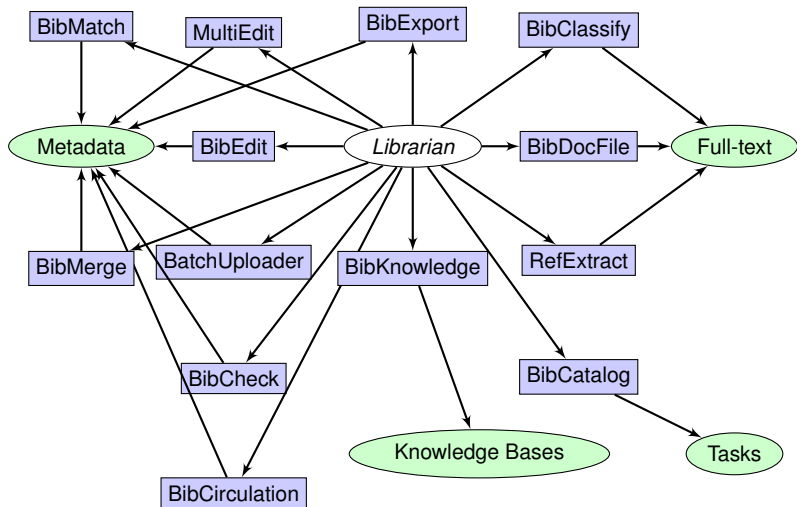 BibMatch
MultiEdit
BibExport
BibClassify
Metadata
BibEdit
Librarian
BibDocFile
Full-text
BibMerge
BatchUploader
BibKnowledge
RefExtract
BibCheck
BibCatalog
Knowledge Bases
Tasks
BibCirculation